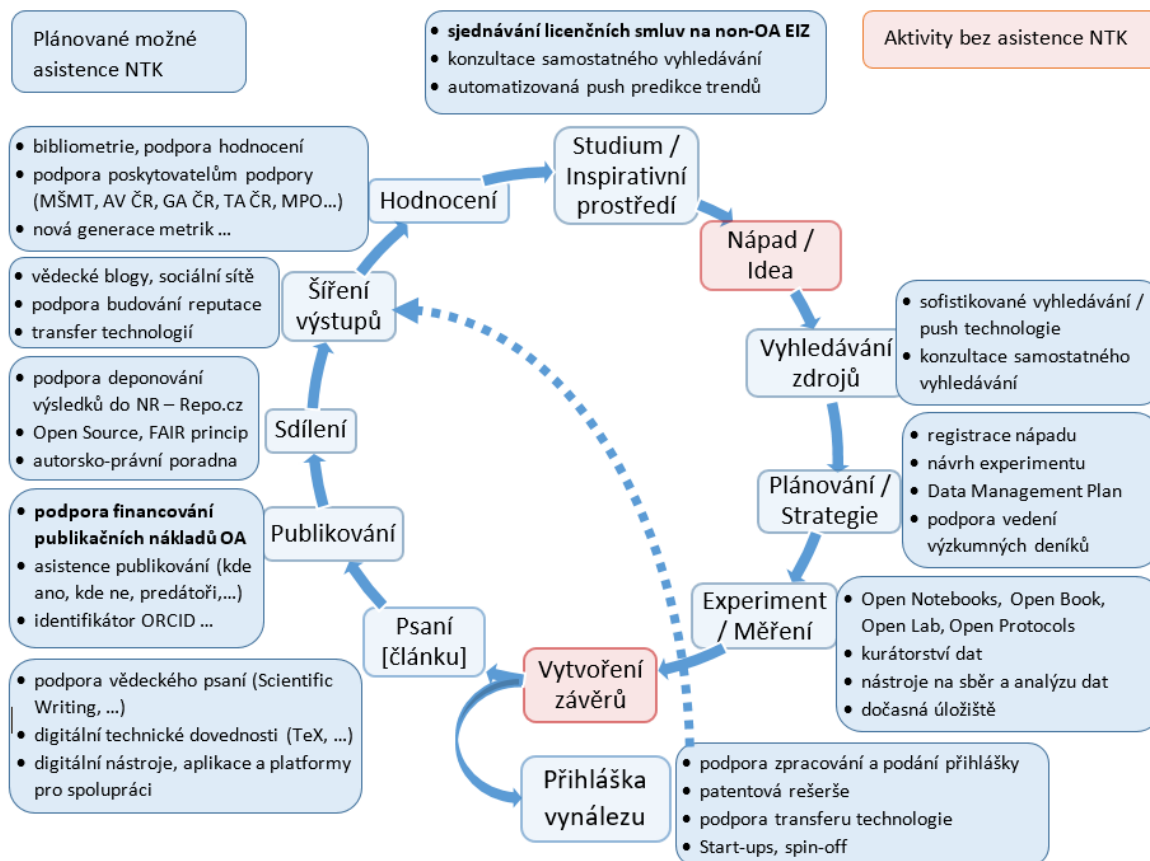 Plánované možné
asistence NTK
• sjednávání licenčních smluv na non-OA EIZ
• konzultace samostatného vyhledávání
• automatizovaná push predikce trendů
Aktivity bez asistence NTK
• bibliometrie, podpora hodnocení
• podpora poskytovatelům podpory
(MŠMT, AV ČR, GA ČR, TA ČR, MPO...)
• nová generace metrik ...
Hodnocení
Studium /
Inspirativní
prostředí
Nápad /
Idea
• vědecké blogy, sociální sítě
• podpora budování reputace
• transfer technologií
Šíření
výstupů
Vyhledávání
zdrojů
• sofistikované vyhledávání /
push technologie
• konzultace samostatného
vyhledávání
• podpora deponování
výsledků do NR – Repo.cz
• Open Source, FAIR princip
• autorsko-právní poradna
Sdílení
Plánování /
Strategie
• registrace nápadu
• návrh experimentu
• Data Management Plan
• podpora vedení
výzkumných deníků
• podpora financování
publikačních nákladů OA
• asistence publikování (kde
ano, kde ne, predátoři,...)
• identifikátor ORCID ...
Publikování
Experiment
/ Měření
• Open Notebooks, Open Book,
Open Lab, Open Protocols
• kurátorství dat
• nástroje na sběr a analýzu dat
• dočasná úložiště
Psaní
[článku]
Vytvoření
závěrů
• podpora vědeckého psaní (Scientific
Writing, ...)
• digitální technické dovednosti (TeX, ...)
• digitální nástroje, aplikace a platformy
pro spolupráci
Přihláška
vynálezu
• podpora zpracování a podání přihlášky
• patentová rešerše
• podpora transferu technologie
• Start-ups, spin-off